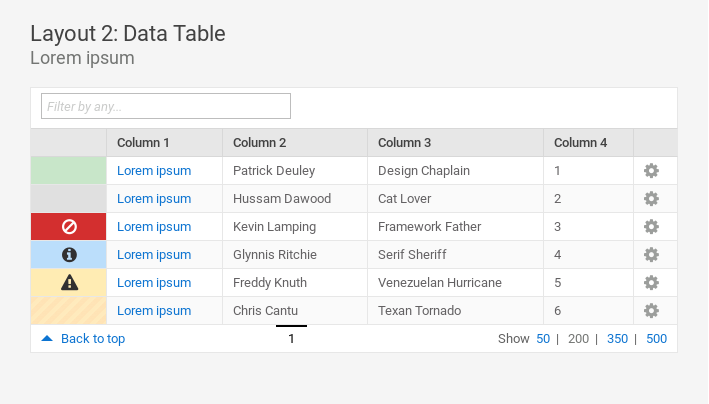 Layout 2: Data Table
Lorem ipsum
Filter by any...
Column 1 Column 2 Column 3 Column 4
Lorem ipsum Patrick Deuley Design Chaplain 1
Lorem ipsum Hussam Dawood Cat Lover 2
Lorem ipsum Kevin Lamping Framework Father 3
Lorem ipsum Glynnis Ritchie Serif Sheriff 4
Lorem ipsum Freddy Knuth Venezuelan Hurricane 5
Lorem ipsum Chris Cantu Texan Tornado 6
Back to top 1 Show 50 | 200 | 350 | 500